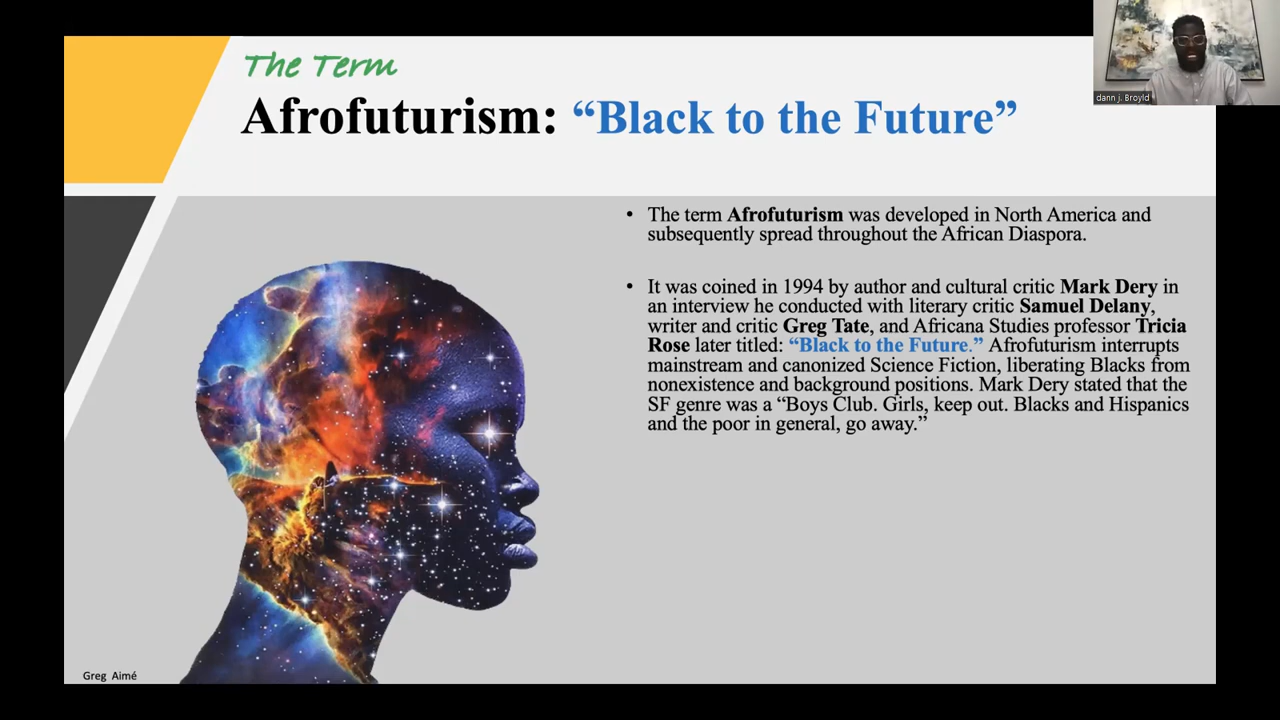 The Term
Afrofuturism: “Black to the Future”
dann j. Broyld
• The term Afrofuturism was developed in North America and
subsequently spread throughout the African Diaspora.
• It was coined in 1994 by author and cultural critic Mark Dery in
an interview he conducted with literary critic Samuel Delany,
writer and critic Greg Tate, and Africana Studies professor Tricia
Rose later titled: “Black to the Future.” Afrofuturism interrupts
mainstream and canonized Science Fiction, liberating Blacks from
nonexistence and background positions. Mark Dery stated that the
SF genre was a “Boys Club. Girls, keep out. Blacks and Hispanics
and the poor in general, go away.”
Greg Aimé